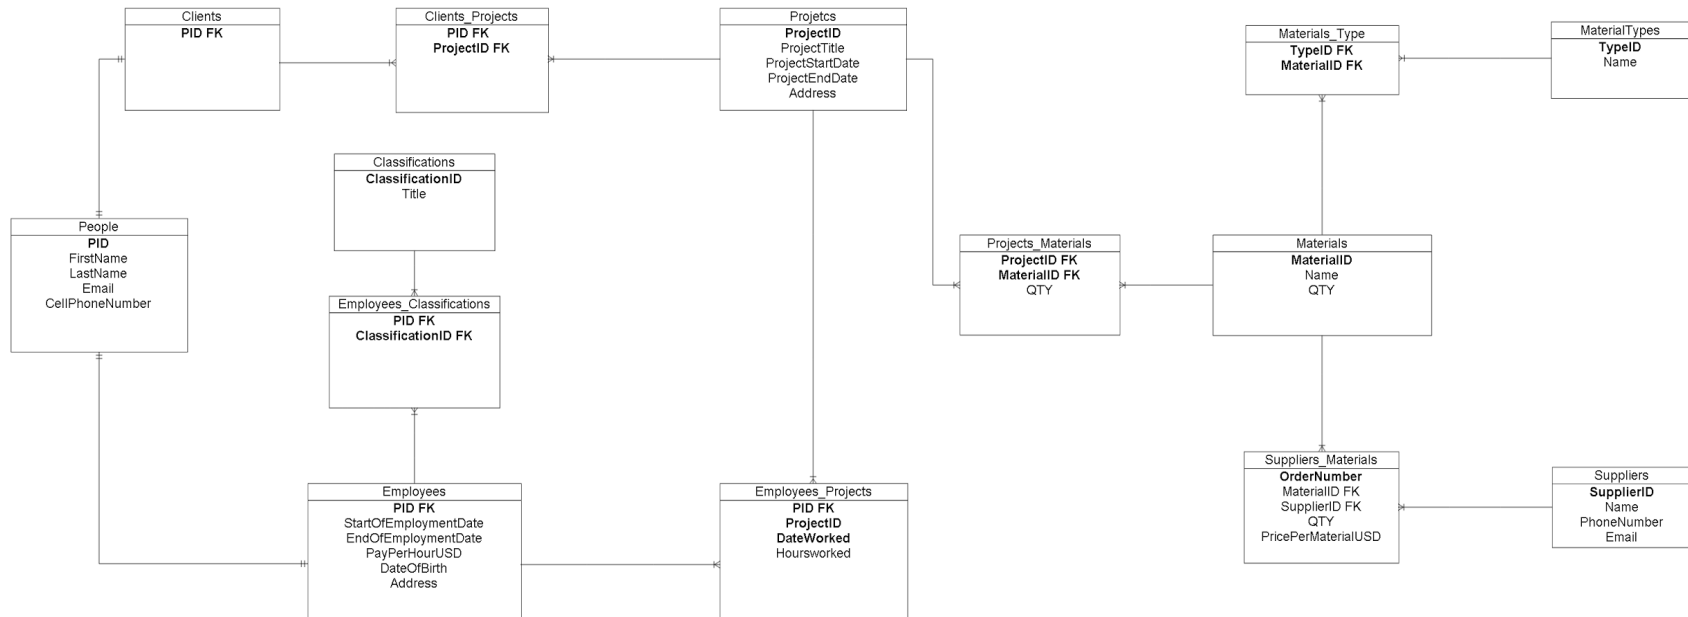 Clients
PID FK
Clients_Projects
PID FK
ProjectID FK
Projetcs
ProjectID
ProjectTitle
ProjectStartDate
ProjectEndDate
Address
Materials_Type
TypeID FK
MaterialID FK
MaterialTypes
TypeID
Name
Classifications
ClassificationID
Title
People
PID
FirstName
LastName
Email
CellPhoneNumber
Projects_Materials
ProjectID FK
MaterialID FK
QTY
Materials
MaterialID
Name
QTY
Employees_Classifications
PID FK
ClassificationID FK
Employees
PID FK
StartOfEmploymentDate
EndOfEmploymentDate
PayPerHourUSD
DateOfBirth
Address
Employees_Projects
PID FK
ProjectID
DateWorked
Hoursworked
Suppliers_Materials
OrderNumber
MaterialID FK
SupplierID FK
QTY
PricePerMaterialUSD
Suppliers
SupplierID
Name
PhoneNumber
Email